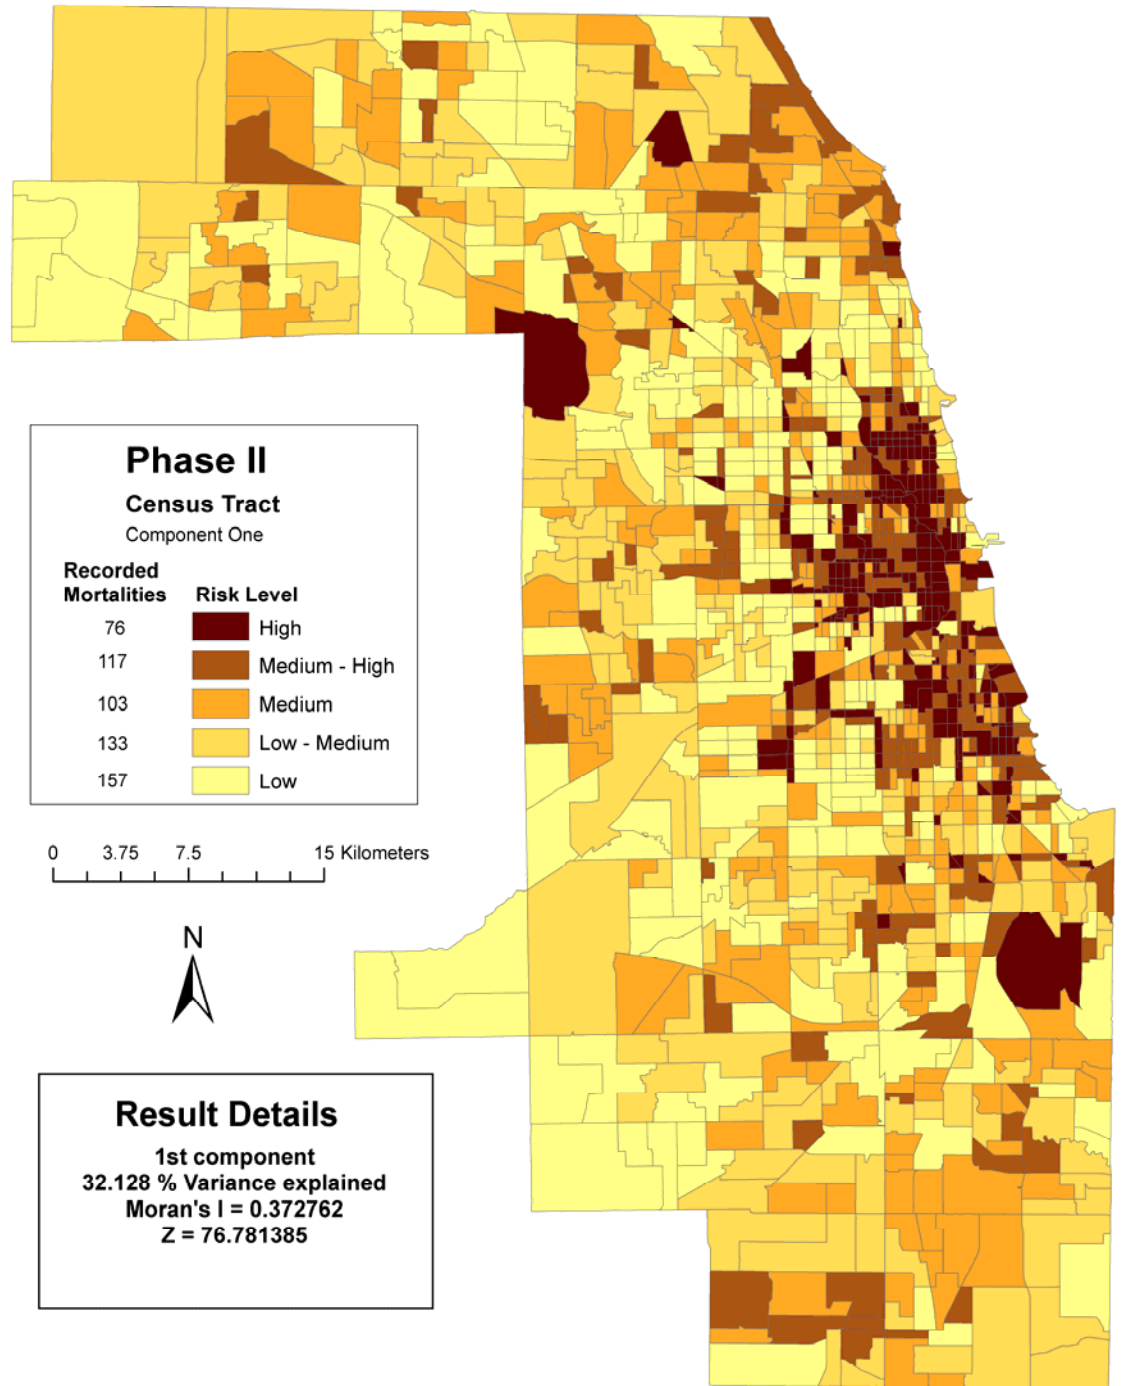 Phase II
Census Tract
Component One
Recorded
Mortalities Risk Level
76 High
117 Medium - High
103 Medium
133 Low - Medium
157 Low
0 3.75 7.5 15 Kilometers
N
Result Details
1st component
32.128 % Variance explained
Moran's I = 0.372762
Z = 76.781385